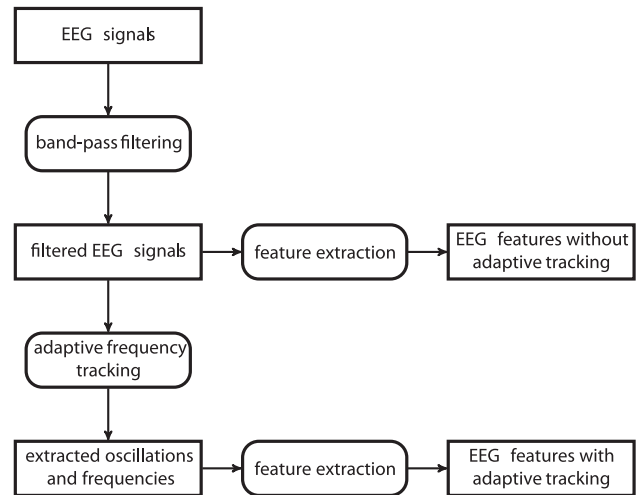 EEG signals
band-pass filtering
filtered EEG signals
feature extraction
EEG features without
adaptive tracking
adaptive frequency
tracking
extracted oscillations
and frequencies
feature extraction
EEG features with
adaptive tracking